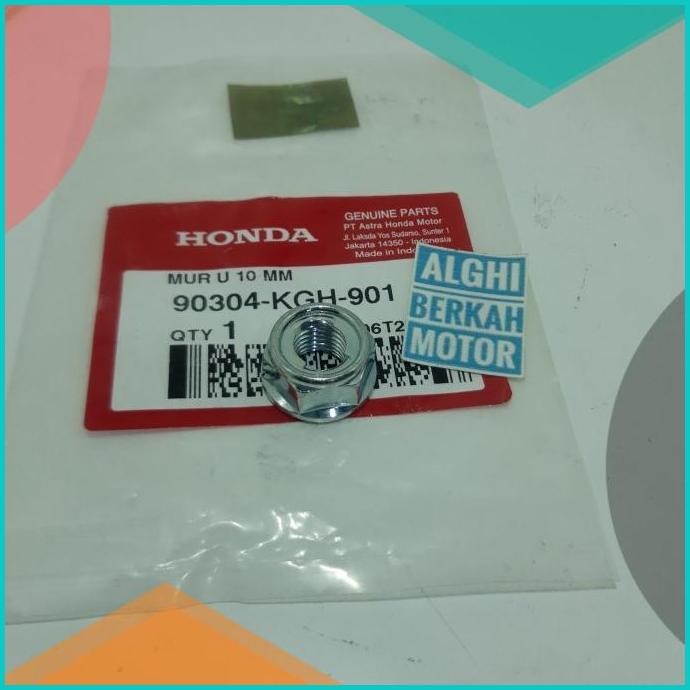 GENUINE PARTS
HONDA
PT Astra Honda Motor
JL. Laksda Yos Sudarso, Sunter 1
Jakarta 14350 - Indonesia
Made in
MUR U 10 MM
90304-KGH-901
QTY 1
ALGHI
BERKAH
MOTOR